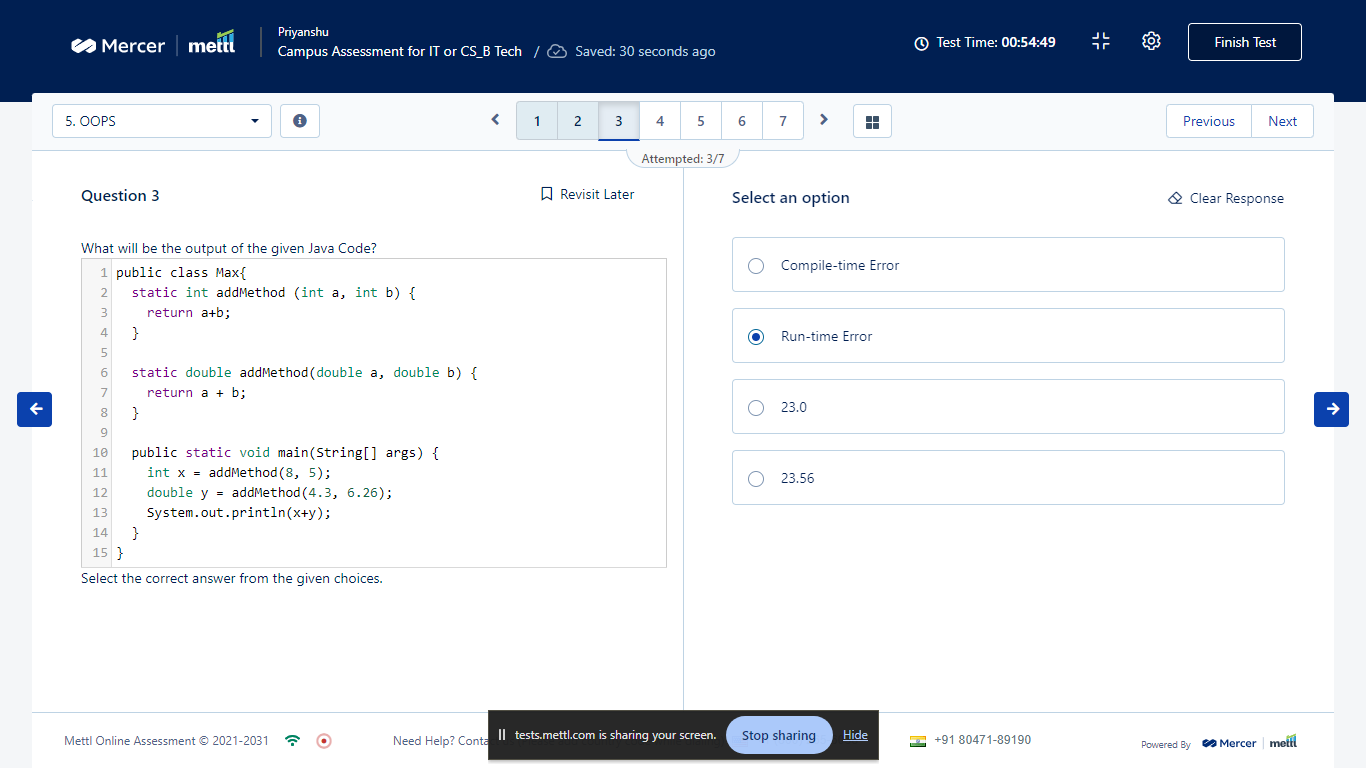 Mercer mettl
Priyanshu
Campus Assessment for IT or CS_B Tech / Saved: 30 seconds ago
Test Time: 00:54:49
Finish Test
5. OOPS
1 2 3 4 5 6 7
Previous Next
Attempted: 3/7
Question 3
Revisit Later
What will be the output of the given Java Code?
1 public class Max{
2 static int addMethod (int a, int b) {
3 return a+b;
4 }
5
6 static double addMethod(double a, double b) {
7 return a + b;
8 }
9
10 public static void main(String[] args) {
11 int x = addMethod(8, 5);
12 double y = addMethod(4.3, 6.26);
13 System.out.println(x+y);
14 }
15 }
Select the correct answer from the given choices.
Select an option
Clear Response
Compile-time Error
Run-time Error
23.0
23.56
Mettl Online Assessment © 2021-2031
Need Help? Conta
tests.mettl.com is sharing your screen.
Stop sharing
Hide
+91 80471-89190
Powered By Mercer mettl